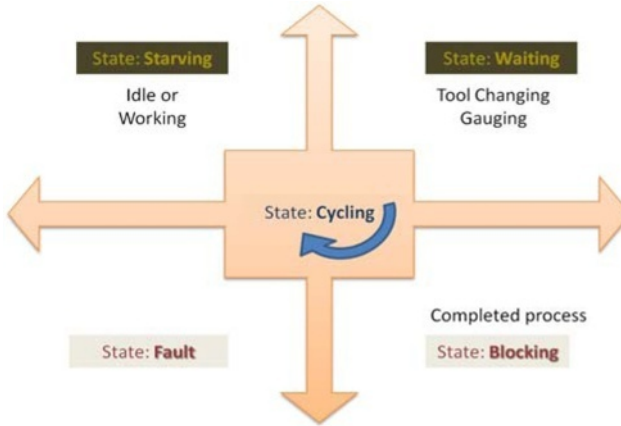 State: Starving
Idle or
Working
State: Waiting
Tool Changing
Gauging
State: Cycling
State: Fault
Completed process
State: Blocking